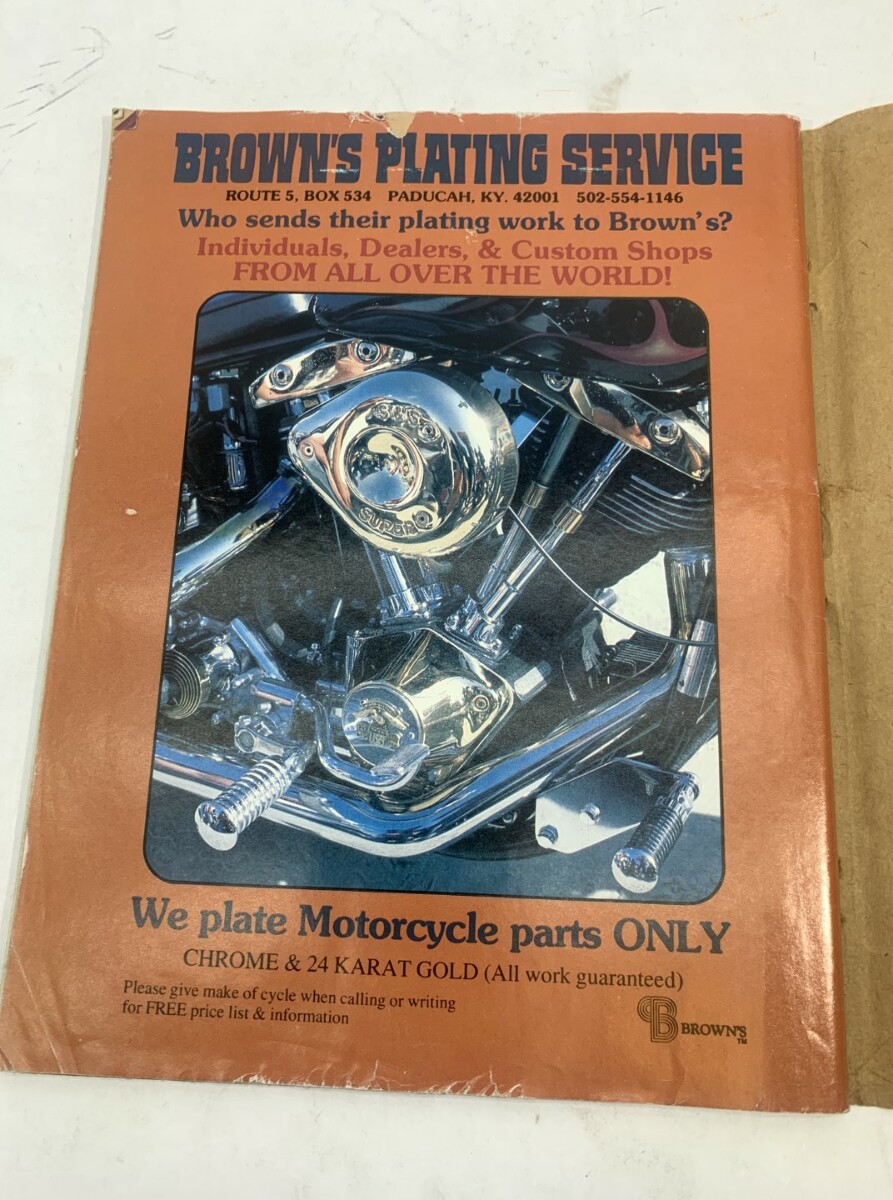 BROWN'S PLATING SERVICE
ROUTE 5, BOX 534 PADUCAH, KY. 42001 502-554-1146
Who sends their plating work to Brown's?
Individuals, Dealers, & Custom Shops
FROM ALL OVER THE WORLD!
S&S
SUPER
We plate Motorcycle parts ONLY
CHROME & 24 KARAT GOLD (All work guaranteed)
Please give make of cycle when calling or writing
for FREE price list & information
B BROWN'S
TM